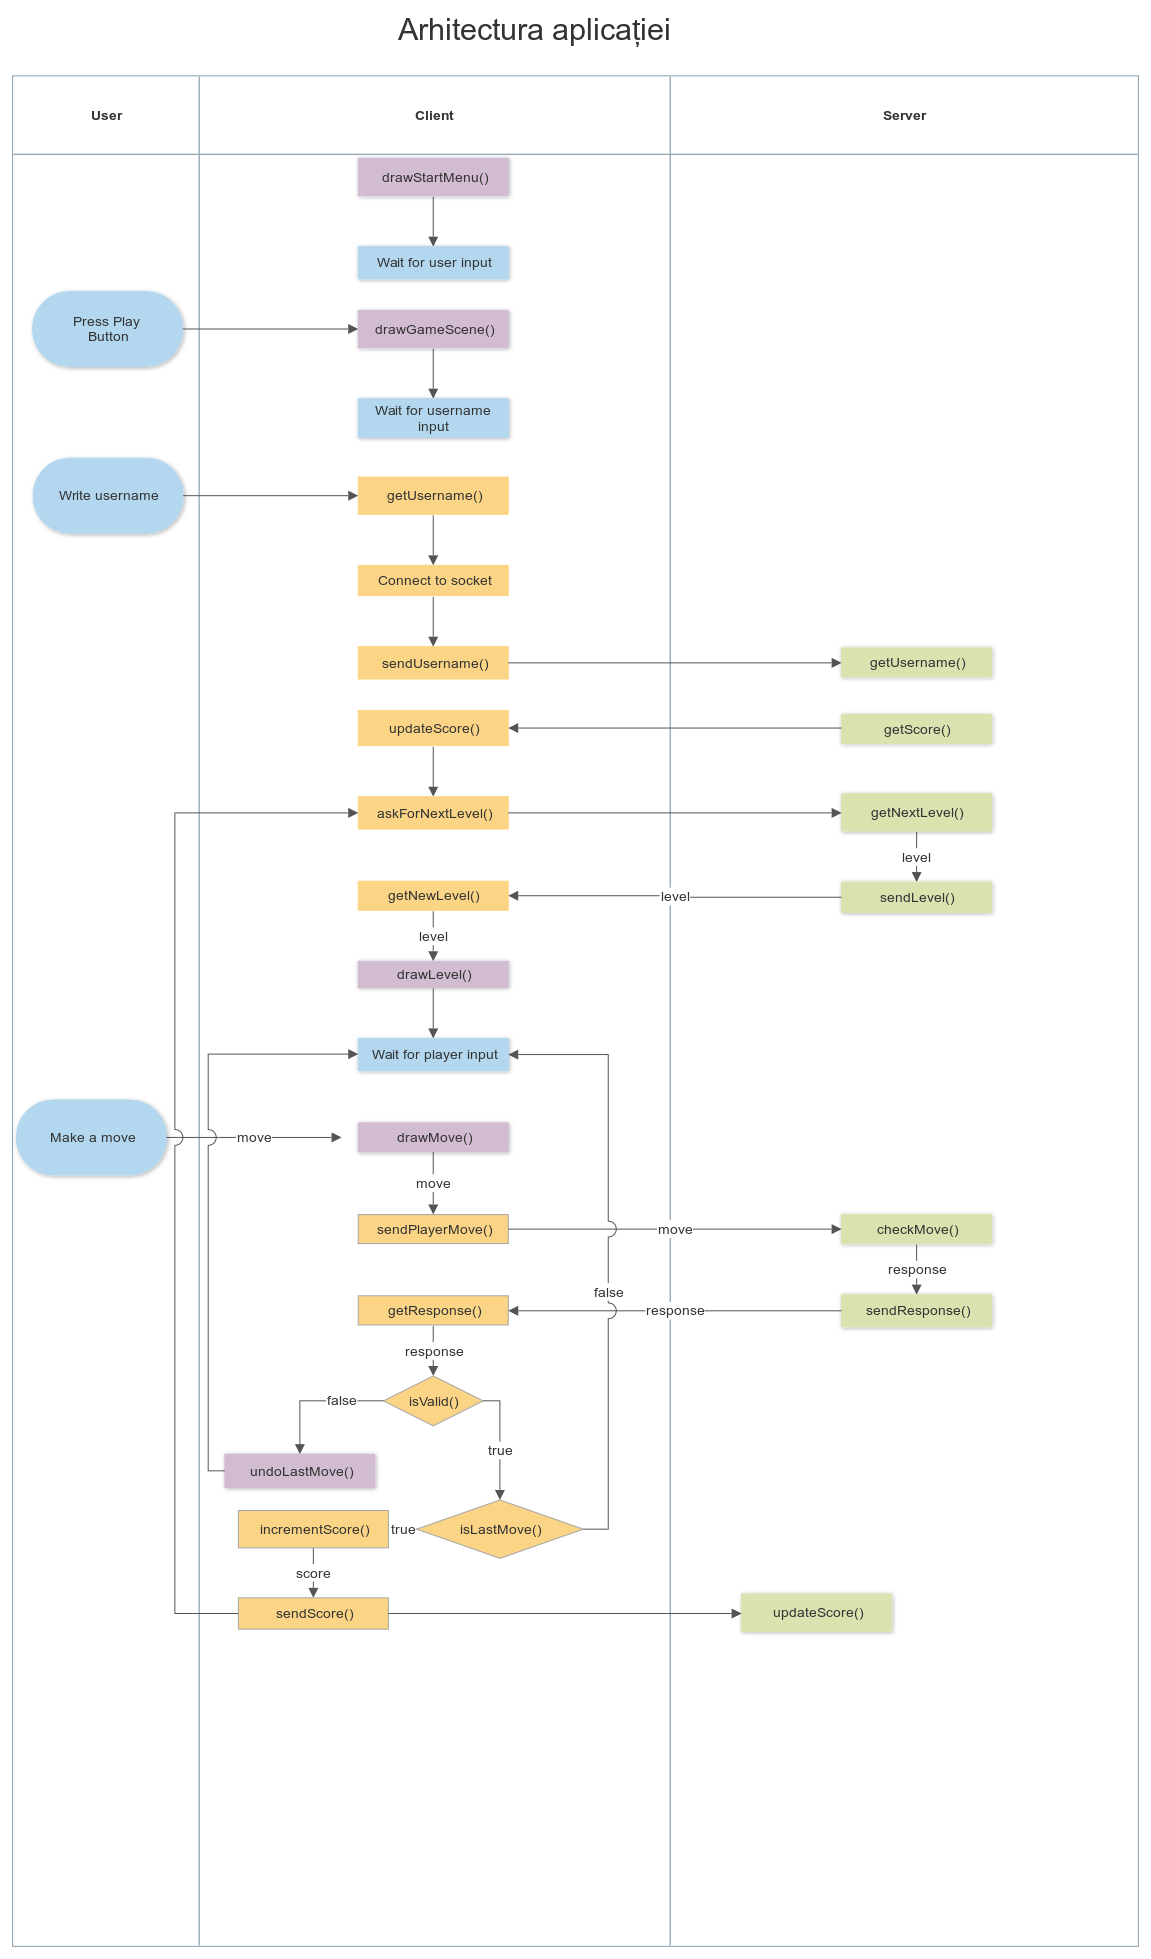 Arhitectura aplicației
User
Client
Server
drawStartMenu()
Wait for user input
Press Play
Button
drawGameScene()
Wait for username
input
Write username
getUsername()
Connect to socket
sendUsername()
getUsername()
updateScore()
getScore()
askForNextLevel()
getNextLevel()
level
getNewLevel()
level
sendLevel()
level
drawLevel()
Wait for player input
Make a move
move
drawMove()
move
sendPlayerMove()
move
checkMove()
response
false
getResponse()
response
sendResponse()
response
false
isValid()
true
undoLastMove()
incrementScore()
true
isLastMove()
score
sendScore()
updateScore()